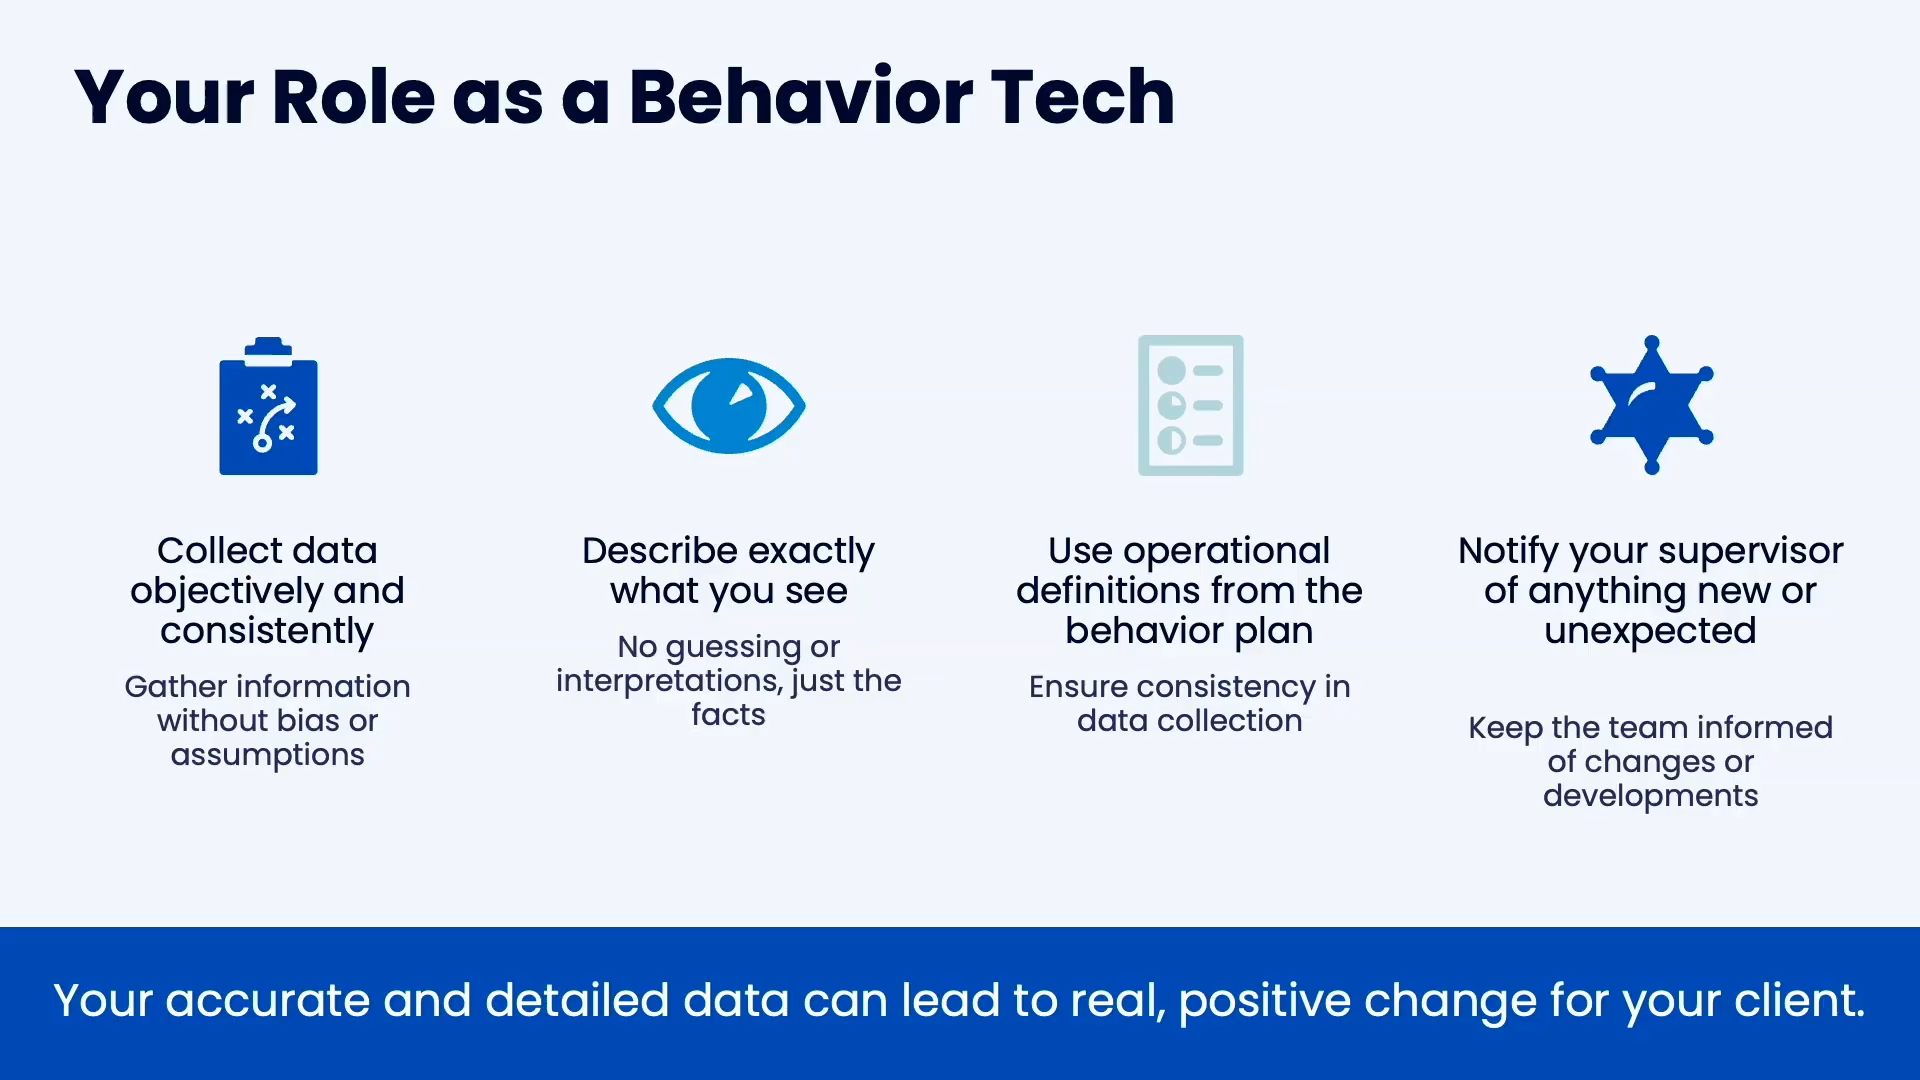 Your Role as a Behavior Tech
Collect data
objectively and
consistently
Gather information
without bias or
assumptions
Describe exactly
what you see
No guessing or
interpretations, just the
facts
Use operational
definitions from the
behavior plan
Ensure consistency in
data collection
Notify your supervisor
of anything new or
unexpected
Keep the team informed
of changes or
developments
Your accurate and detailed data can lead to real, positive change for your client.